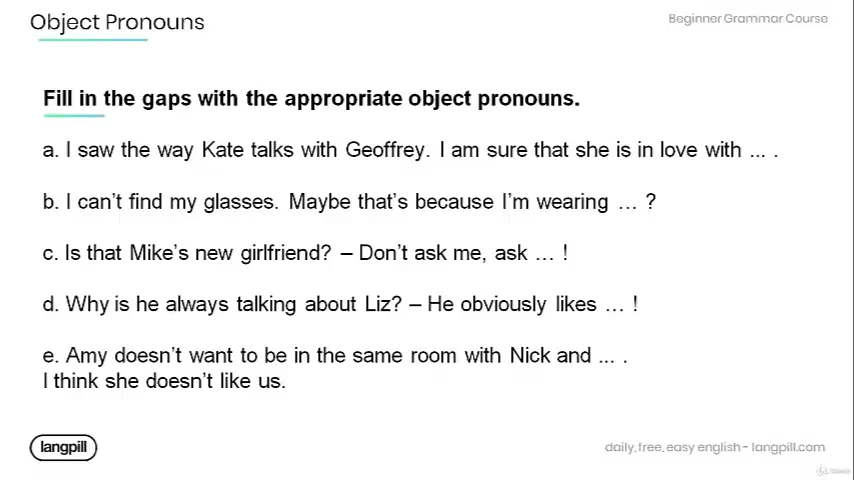 Object Pronouns
Beginner Grammar Course
Fill in the gaps with the appropriate object pronouns.
a. I saw the way Kate talks with Geoffrey. I am sure that she is in love with ... .
b. I can’t find my glasses. Maybe that’s because I’m wearing … ?
c. Is that Mike’s new girlfriend? – Don’t ask me, ask … !
d. Why is he always talking about Liz? – He obviously likes … !
e. Amy doesn’t want to be in the same room with Nick and ... .
I think she doesn’t like us.
langpill
daily, free, easy english - langpill.com
Udemy